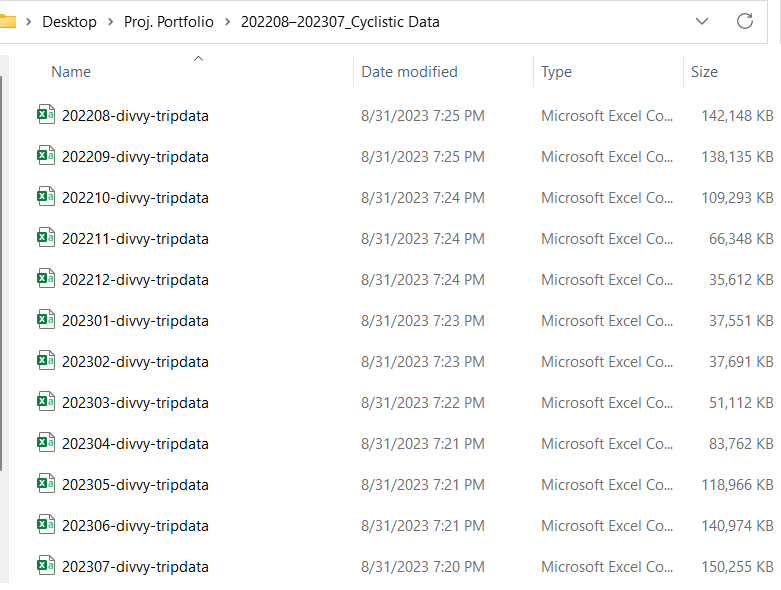 Desktop > Proj. Portfolio > 202208–202307_Cyclistic Data
Name Date modified Type Size
202208-divvy-tripdata 8/31/2023 7:25 PM Microsoft Excel Co... 142,148 KB
202209-divvy-tripdata 8/31/2023 7:25 PM Microsoft Excel Co... 138,135 KB
202210-divvy-tripdata 8/31/2023 7:24 PM Microsoft Excel Co... 109,293 KB
202211-divvy-tripdata 8/31/2023 7:24 PM Microsoft Excel Co... 66,348 KB
202212-divvy-tripdata 8/31/2023 7:24 PM Microsoft Excel Co... 35,612 KB
202301-divvy-tripdata 8/31/2023 7:23 PM Microsoft Excel Co... 37,551 KB
202302-divvy-tripdata 8/31/2023 7:23 PM Microsoft Excel Co... 37,691 KB
202303-divvy-tripdata 8/31/2023 7:22 PM Microsoft Excel Co... 51,112 KB
202304-divvy-tripdata 8/31/2023 7:21 PM Microsoft Excel Co... 83,762 KB
202305-divvy-tripdata 8/31/2023 7:21 PM Microsoft Excel Co... 118,966 KB
202306-divvy-tripdata 8/31/2023 7:21 PM Microsoft Excel Co... 140,974 KB
202307-divvy-tripdata 8/31/2023 7:20 PM Microsoft Excel Co... 150,255 KB